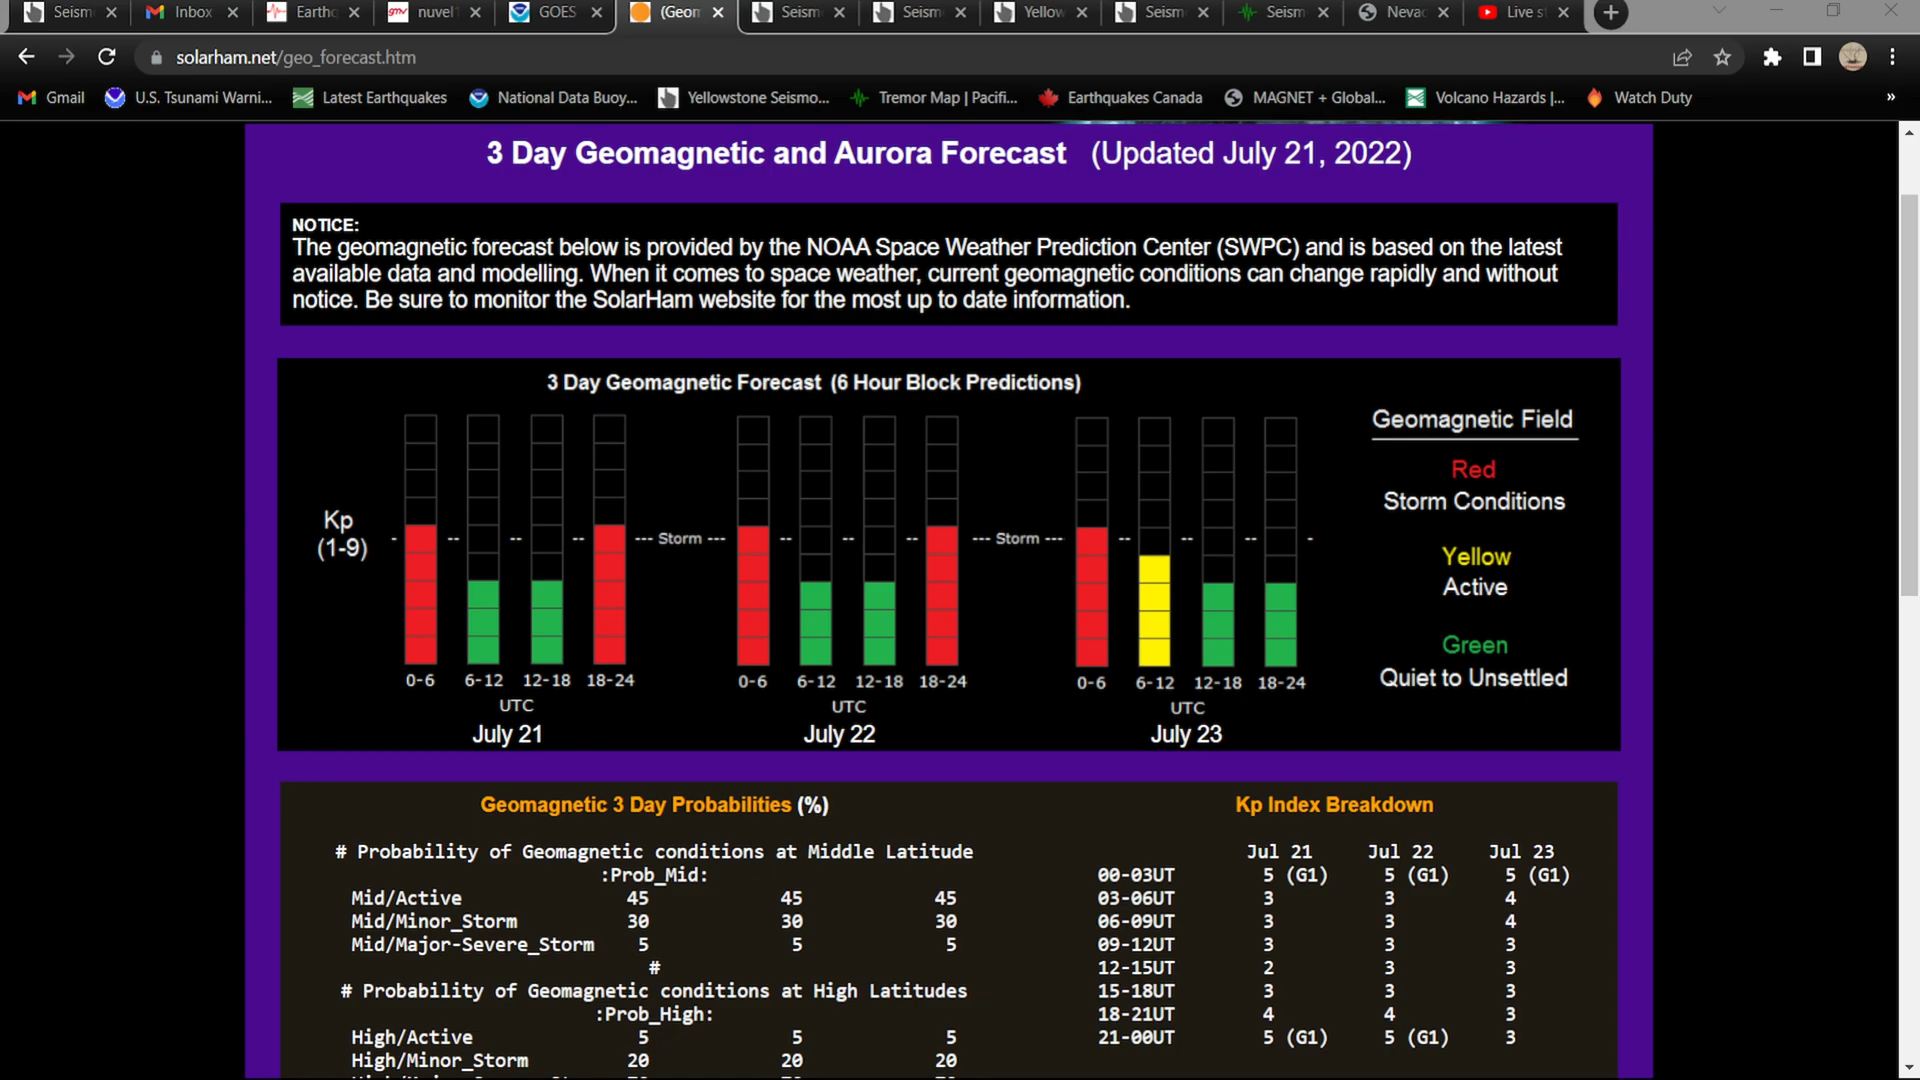 Seism Inbox Earthq nuvel GOES (Geon Seism Seism Yellow Seism Seism Nevac Live s
solarham.net/geo_forecast.htm
Gmail U.S. Tsunami Warni... Latest Earthquakes National Data Buoy... Yellowstone Seismo... Tremor Map | Pacifi... Earthquakes Canada MAGNET + Global... Volcano Hazards |... Watch Duty »
3 Day Geomagnetic and Aurora Forecast (Updated July 21, 2022)
NOTICE:
The geomagnetic forecast below is provided by the NOAA Space Weather Prediction Center (SWPC) and is based on the latest
available data and modelling. When it comes to space weather, current geomagnetic conditions can change rapidly and without
notice. Be sure to monitor the SolarHam website for the most up to date information.
3 Day Geomagnetic Forecast (6 Hour Block Predictions)
Geomagnetic Field
Red
Storm Conditions
Kp
(1-9)
- -- -- -- --- Storm --- -- -- -- --- Storm --- -- -- -- -
Yellow
Active
Green
Quiet to Unsettled
0-6 6-12 12-18 18-24 0-6 6-12 12-18 18-24 0-6 6-12 12-18 18-24
UTC UTC UTC
July 21 July 22 July 23
Geomagnetic 3 Day Probabilities (%)
# Probability of Geomagnetic conditions at Middle Latitude
:Prob_Mid:
Mid/Active 45 45 45
Mid/Minor_Storm 30 30 30
Mid/Major-Severe_Storm 5 5 5
#
# Probability of Geomagnetic conditions at High Latitudes
:Prob_High:
High/Active 5 5 5
High/Minor_Storm 20 20 20
Kp Index Breakdown
Jul 21 Jul 22 Jul 23
00-03UT 5 (G1) 5 (G1) 5 (G1)
03-06UT 3 3 4
06-09UT 3 3 4
09-12UT 3 3 3
12-15UT 2 3 3
15-18UT 3 3 3
18-21UT 4 4 3
21-00UT 5 (G1) 5 (G1) 3